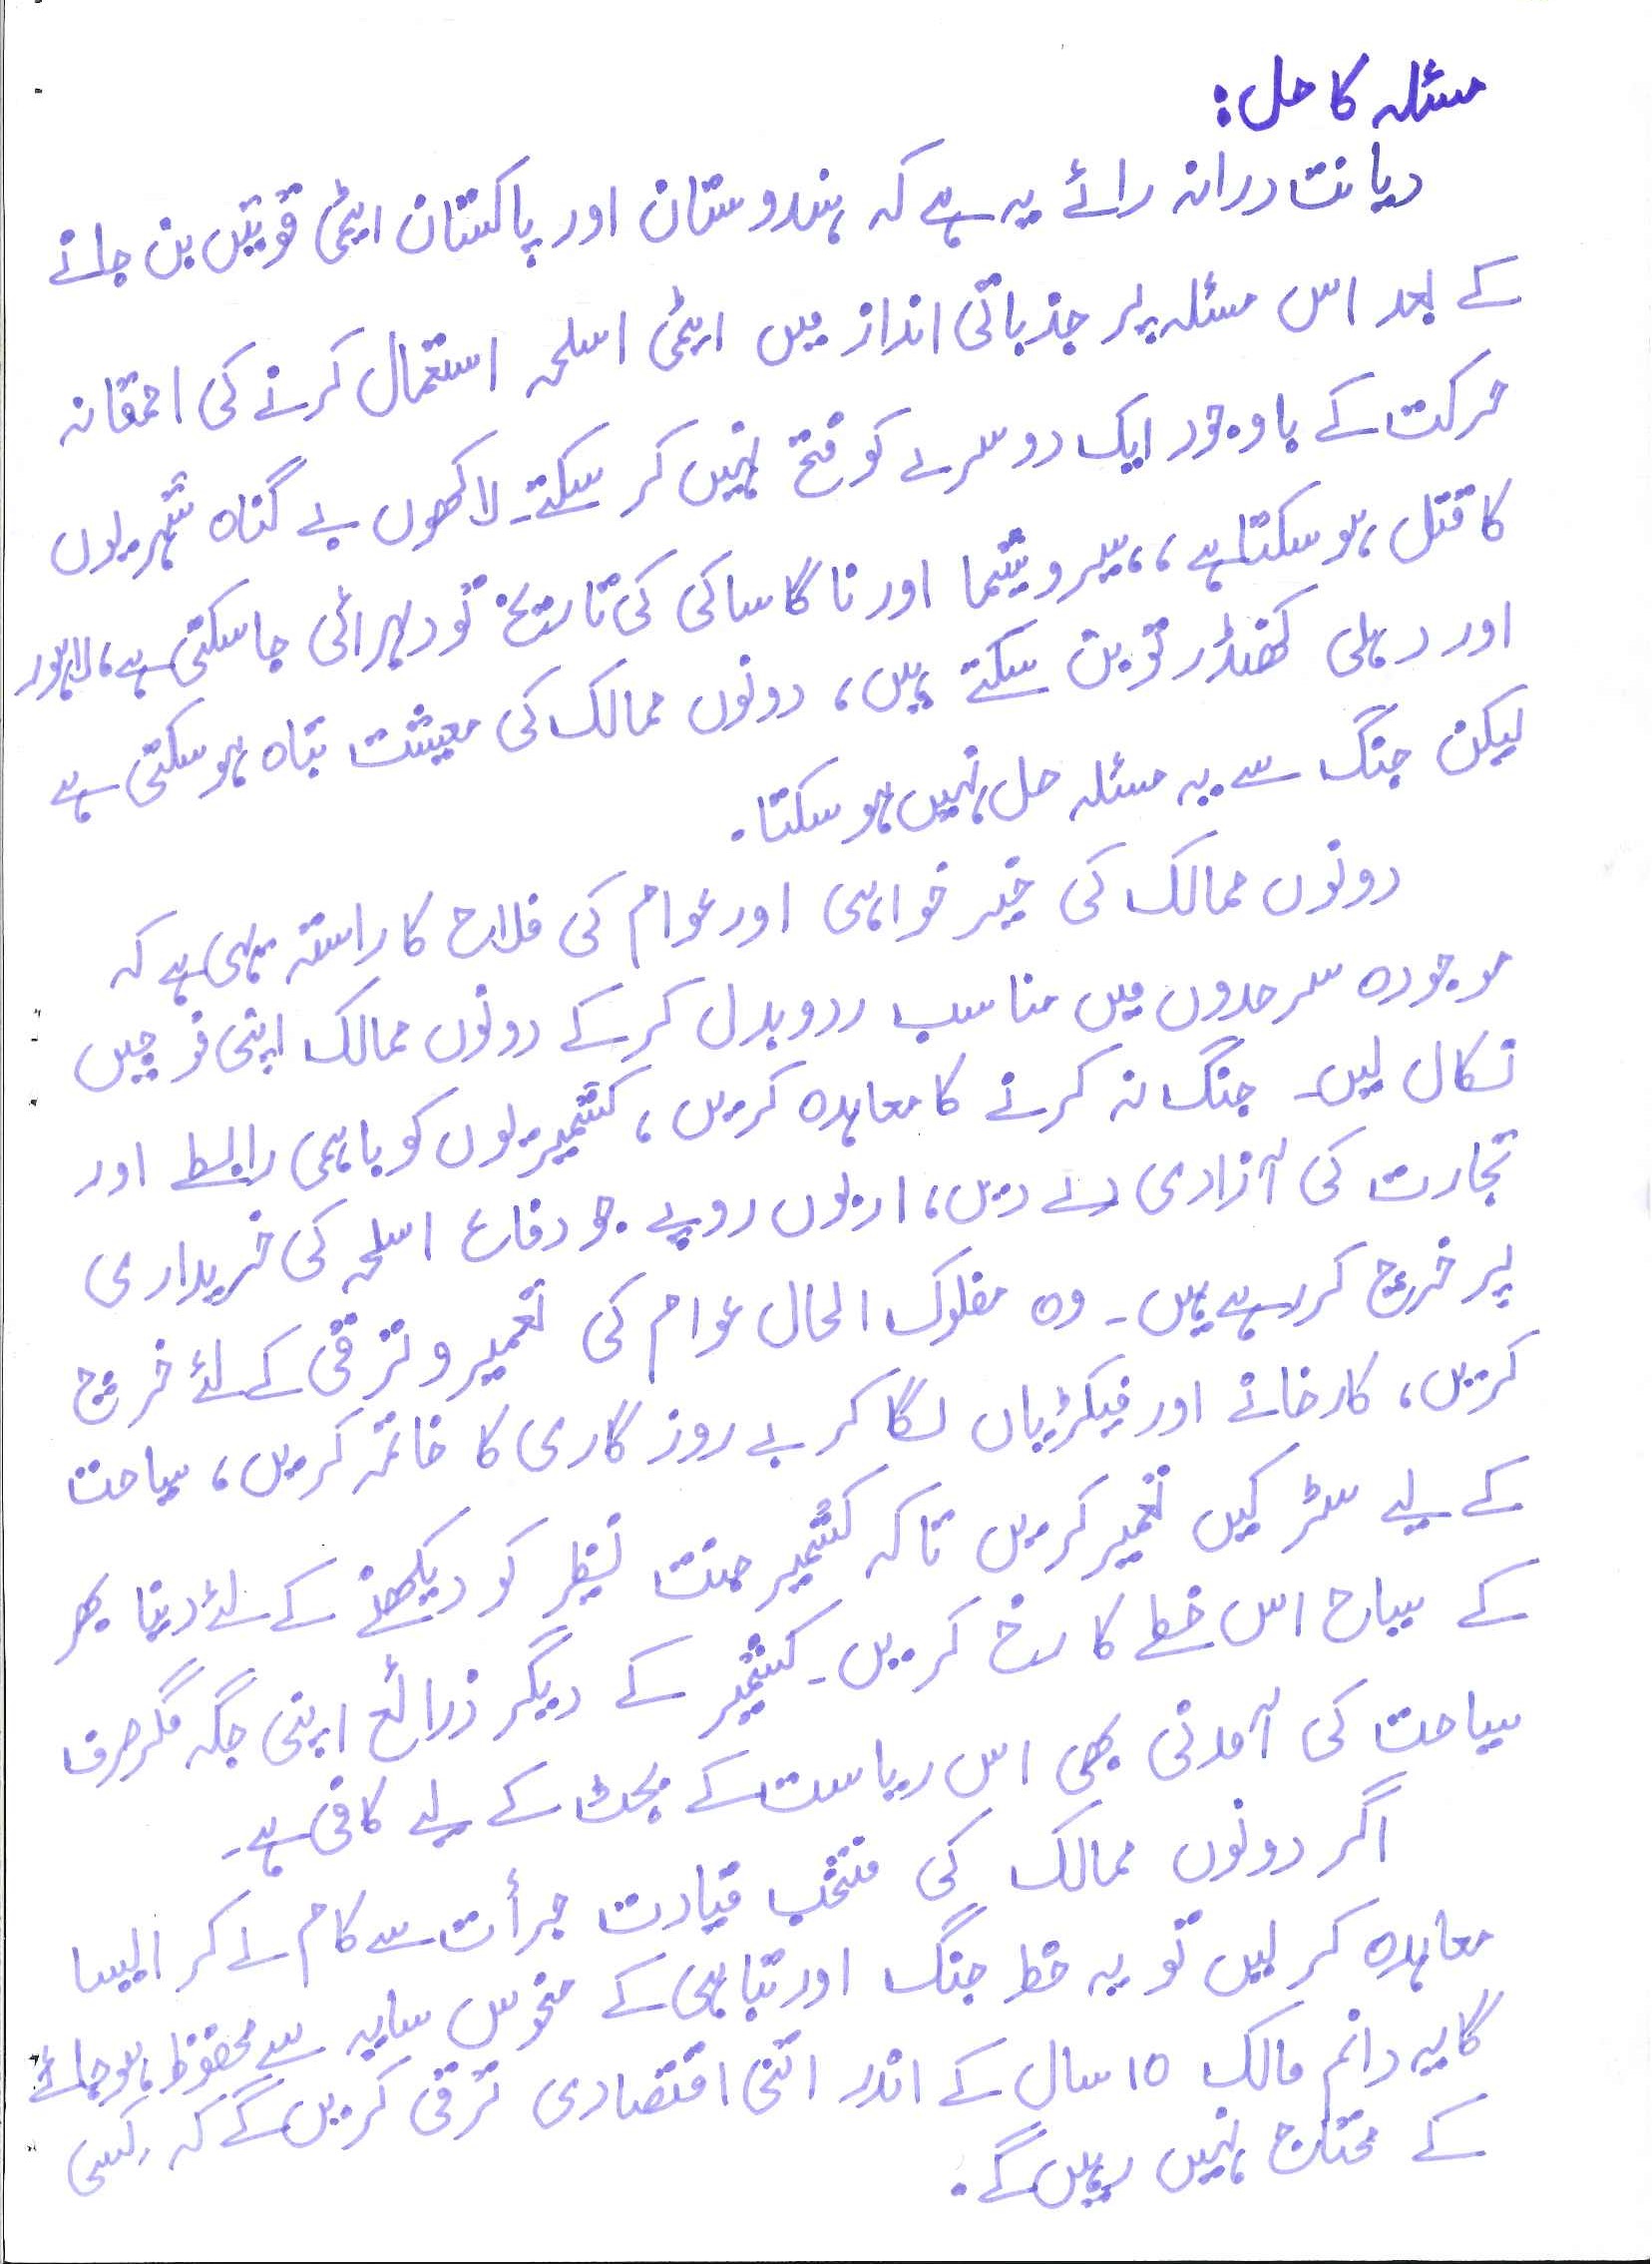 مسئلہ کا حل:
دیانت درانہ رائے یہ ہے کہ ہندوستان اور پاکستان ایٹمی قوتیں بن جانے
کے بعد اس مسئلہ پر جذباتی انداز میں ایٹمی اسلحہ استعمال کرنے کی احمقانہ
حرکت کے باوجود ایک دوسرے کو فتح نہیں کر سکتے۔ لاکھوں بے گناہ شہریوں
کا قتل ہو سکتا ہے،، ہیروشیما اور ناگاساکی کی تاریخ تو دہرائی جا سکتی ہے، لاہور
اور دہلی کھنڈر تو بن سکتے ہیں، دونوں ممالک کی معیشت تباہ ہو سکتی ہے
لیکن جنگ سے یہ مسئلہ حل نہیں ہو سکتا.
دونوں ممالک کی خیر خواہی اور عوام کی فلاح کا راستہ یہی ہے کہ
موجودہ سرحدوں میں مناسب ردوبدل کر کے دونوں ممالک اپنی فوجیں
نکال لیں۔ جنگ نہ کرنے کا معاہدہ کریں، کشمیریوں کو باہمی رابطے اور
تجارت کی آزادی دے دیں، اربوں روپے جو دفاع اسلحہ کی خریداری
پر خرچ کر رہے ہیں۔ وہ مفلوک الحال عوام کی تعمیر و ترقی کے لئے خرچ
کریں، کارخانے اور فیکڑیاں لگا کر بے روزگاری کا خاتمہ کریں، سیاحت
کے لیے سڑکیں تعمیر کریں تاکہ کشمیر جنت نظیر کو دیکھنے کے لئے دنیا بھر
کے سیاح اس خطے کا رخ کریں۔ کشمیر کے دیگر ذرائع اپنی جگہ مگر صرف
سیاحت کی آمدنی بھی اس ریاست کے بجٹ کے لیے کافی ہے۔
اگر دونوں ممالک کی منتخب قیادت جرأت سے کام لے کر ایسا
معاہدہ کر لیں تو یہ خطہ جنگ اور تباہی کے منحوس سایہ سے محفوظ ہو جائے
گا یہ دانم مالک ۱۵ سال کے اندر اتنی اقتصادی ترقی کریں گے کہ کسی
کے محتاج نہیں رہیں گے.